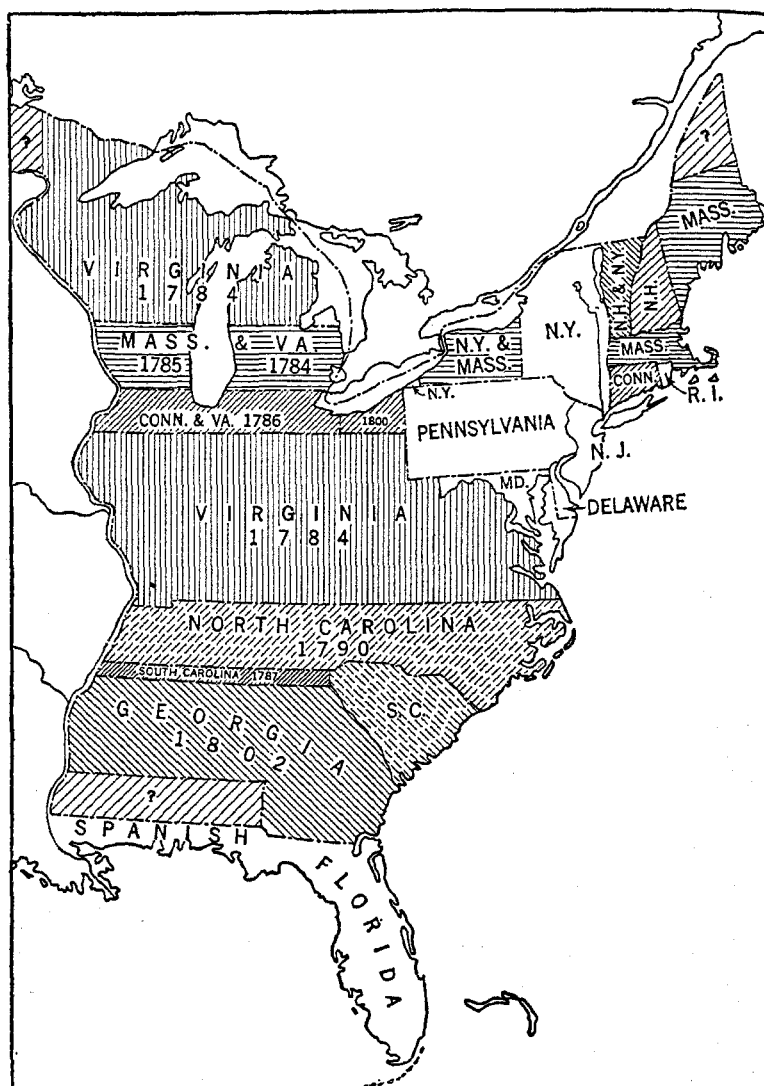 ?
?
MASS.
VIRGINIA
1784
N.H. & N.Y.
N.H.
N.Y.
MASS. & VA.
1785 1784
N.Y. &
MASS.
MASS.
CONN.
R. I.
N.Y.
CONN. & VA. 1786
1800
PENNSYLVANIA
N. J.
MD.
DELAWARE
VIRGINIA
1784
NORTH CAROLINA
1790
SOUTH CAROLINA 1787
S.C.
GEORGIA
1802
?
SPANISH
FLORIDA